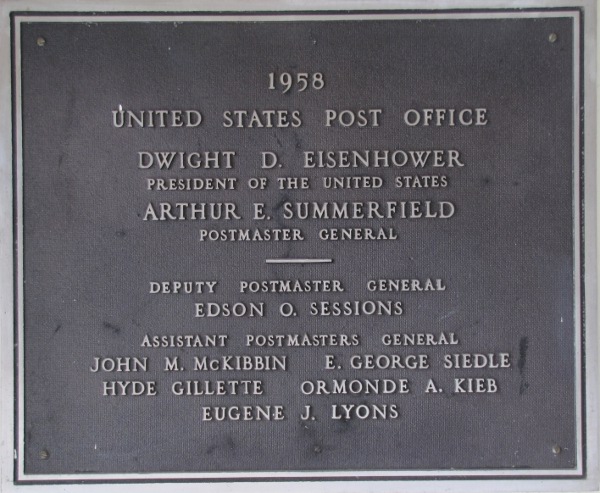 1958
UNITED STATES POST OFFICE
DWIGHT D. EISENHOWER
PRESIDENT OF THE UNITED STATES
ARTHUR E. SUMMERFIELD
POSTMASTER GENERAL
DEPUTY POSTMASTER GENERAL
EDSON O. SESSIONS
ASSISTANT POSTMASTERS GENERAL
JOHN M. McKIBBIN E. GEORGE SIEDLE
HYDE GILLETTE ORMONDE A. KIEB
EUGENE J. LYONS